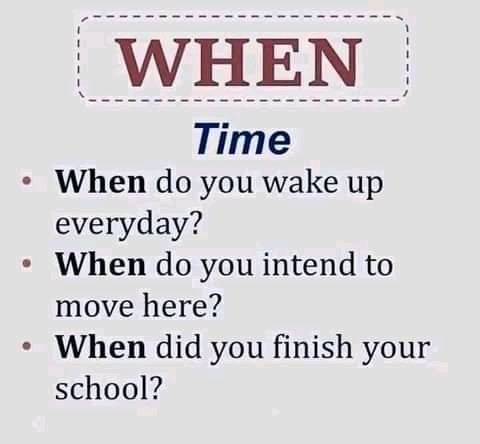 WHEN
Time
• When do you wake up
everyday?
• When do you intend to
move here?
• When did you finish your
school?